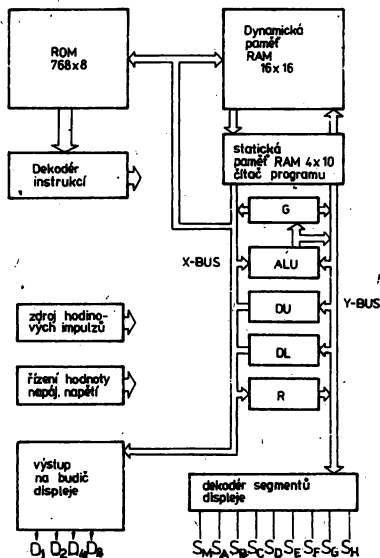 ROM
768x8
Dynamická
paměť
RAM
16x16
Dekodér
instrukcí
statická
paměť RAM 4x10
čítač programu
G
X-BUS
ALU
Y-BUS
DU
DL
R
zdroj hodino-
vých impulzů
řízení hodnoty
napáj. napětí
výstup
na budič
displeje
dekodér segmentů
displeje
D1 D2 D4 D8
SM SA SB SC SD SE SF SG SH